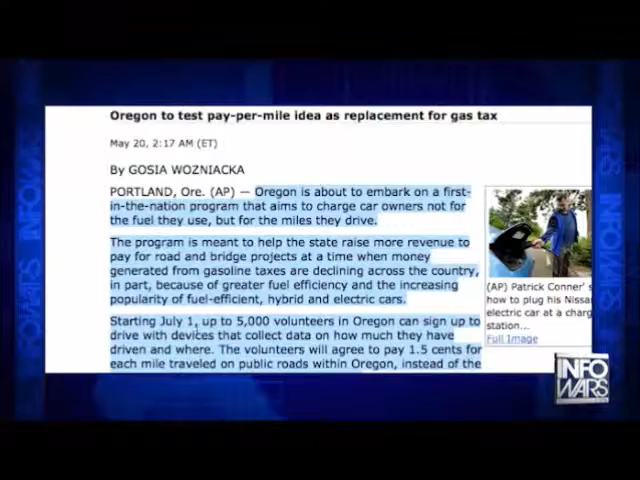 Oregon to test pay-per-mile idea as replacement for gas tax
May 20, 2:17 AM (ET)
By GOSIA WOZNIACKA
PORTLAND, Ore. (AP) — Oregon is about to embark on a first-
in-the-nation program that aims to charge car owners not for
the fuel they use, but for the miles they drive.
The program is meant to help the state raise more revenue to
pay for road and bridge projects at a time when money
generated from gasoline taxes are declining across the country,
in part, because of greater fuel efficiency and the increasing
popularity of fuel-efficient, hybrid and electric cars.
Starting July 1, up to 5,000 volunteers in Oregon can sign up to
drive with devices that collect data on how much they have
driven and where. The volunteers will agree to pay 1.5 cents for
each mile traveled on public roads within Oregon, instead of the
(AP) Patrick Conner' s
how to plug his Nissa
electric car at a charg
station...
Full Image
INFOWARS
INFO
WARS